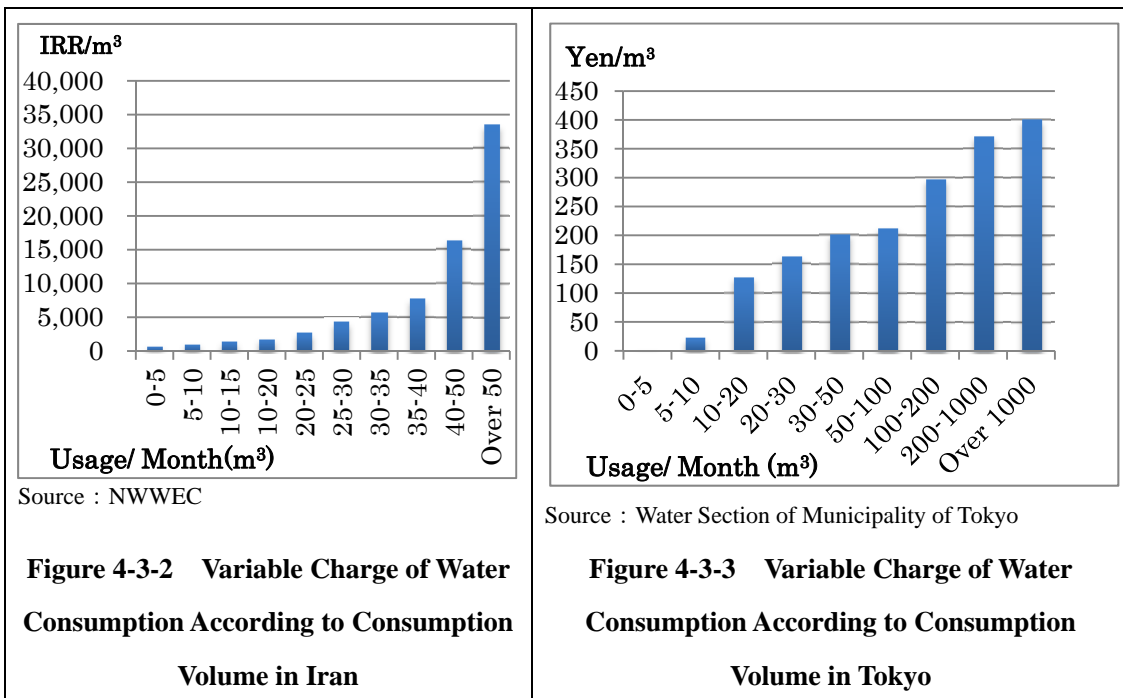 IRR/m³
40,000
35,000
30,000
25,000
20,000
15,000
10,000
5,000
0
0-5
5-10
10-15
10-20
20-25
25-30
30-35
35-40
40-50
Over 50
Usage/ Month(m³)
Source：NWWEC
Figure 4-3-2 Variable Charge of Water
Consumption According to Consumption
Volume in Iran
Yen/m³
450
400
350
300
250
200
150
100
50
0
0-5
5-10
10-20
20-30
30-50
50-100
100-200
200-1000
Over 1000
Usage/ Month (m³)
Source：Water Section of Municipality of Tokyo
Figure 4-3-3 Variable Charge of Water
Consumption According to Consumption
Volume in Tokyo